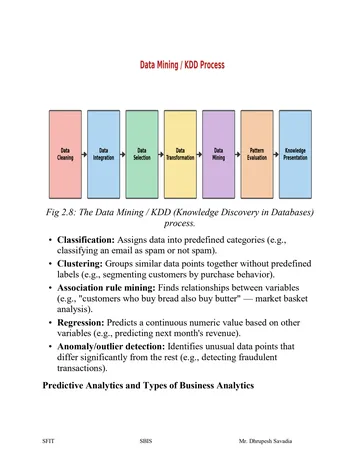 Data Mining / KDD Process
Data Cleaning
Data Integration
Data Selection
Data Transformation
Data Mining
Pattern Evaluation
Knowledge Presentation
Fig 2.8: The Data Mining / KDD (Knowledge Discovery in Databases)
process.
• Classification: Assigns data into predefined categories (e.g.,
classifying an email as spam or not spam).
• Clustering: Groups similar data points together without predefined
labels (e.g., segmenting customers by purchase behavior).
• Association rule mining: Finds relationships between variables
(e.g., "customers who buy bread also buy butter" — market basket
analysis).
• Regression: Predicts a continuous numeric value based on other
variables (e.g., predicting next month's revenue).
• Anomaly/outlier detection: Identifies unusual data points that
differ significantly from the rest (e.g., detecting fraudulent
transactions).
Predictive Analytics and Types of Business Analytics
SFIT SBIS Mr. Dhrupesh Savadia